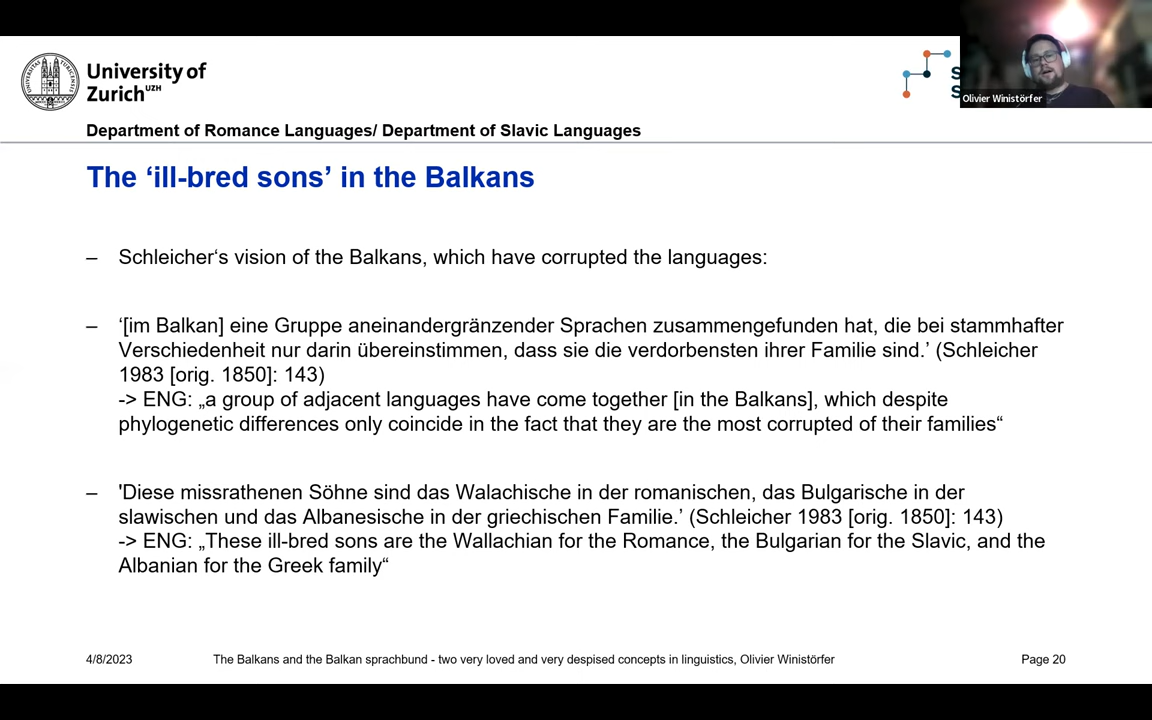 University of
Zurich UZH
S
S
Olivier Winistörfer
Department of Romance Languages/ Department of Slavic Languages
The ‘ill-bred sons’ in the Balkans
– Schleicher‘s vision of the Balkans, which have corrupted the languages:
– ‘[im Balkan] eine Gruppe aneinandergränzender Sprachen zusammengefunden hat, die bei stammhafter
Verschiedenheit nur darin übereinstimmen, dass sie die verdorbensten ihrer Familie sind.’ (Schleicher
1983 [orig. 1850]: 143)
-> ENG: „a group of adjacent languages have come together [in the Balkans], which despite
phylogenetic differences only coincide in the fact that they are the most corrupted of their families“
– 'Diese missrathenen Söhne sind das Walachische in der romanischen, das Bulgarische in der
slawischen und das Albanesische in der griechischen Familie.’ (Schleicher 1983 [orig. 1850]: 143)
-> ENG: „These ill-bred sons are the Wallachian for the Romance, the Bulgarian for the Slavic, and the
Albanian for the Greek family“
4/8/2023 The Balkans and the Balkan sprachbund - two very loved and very despised concepts in linguistics, Olivier Winistörfer Page 20